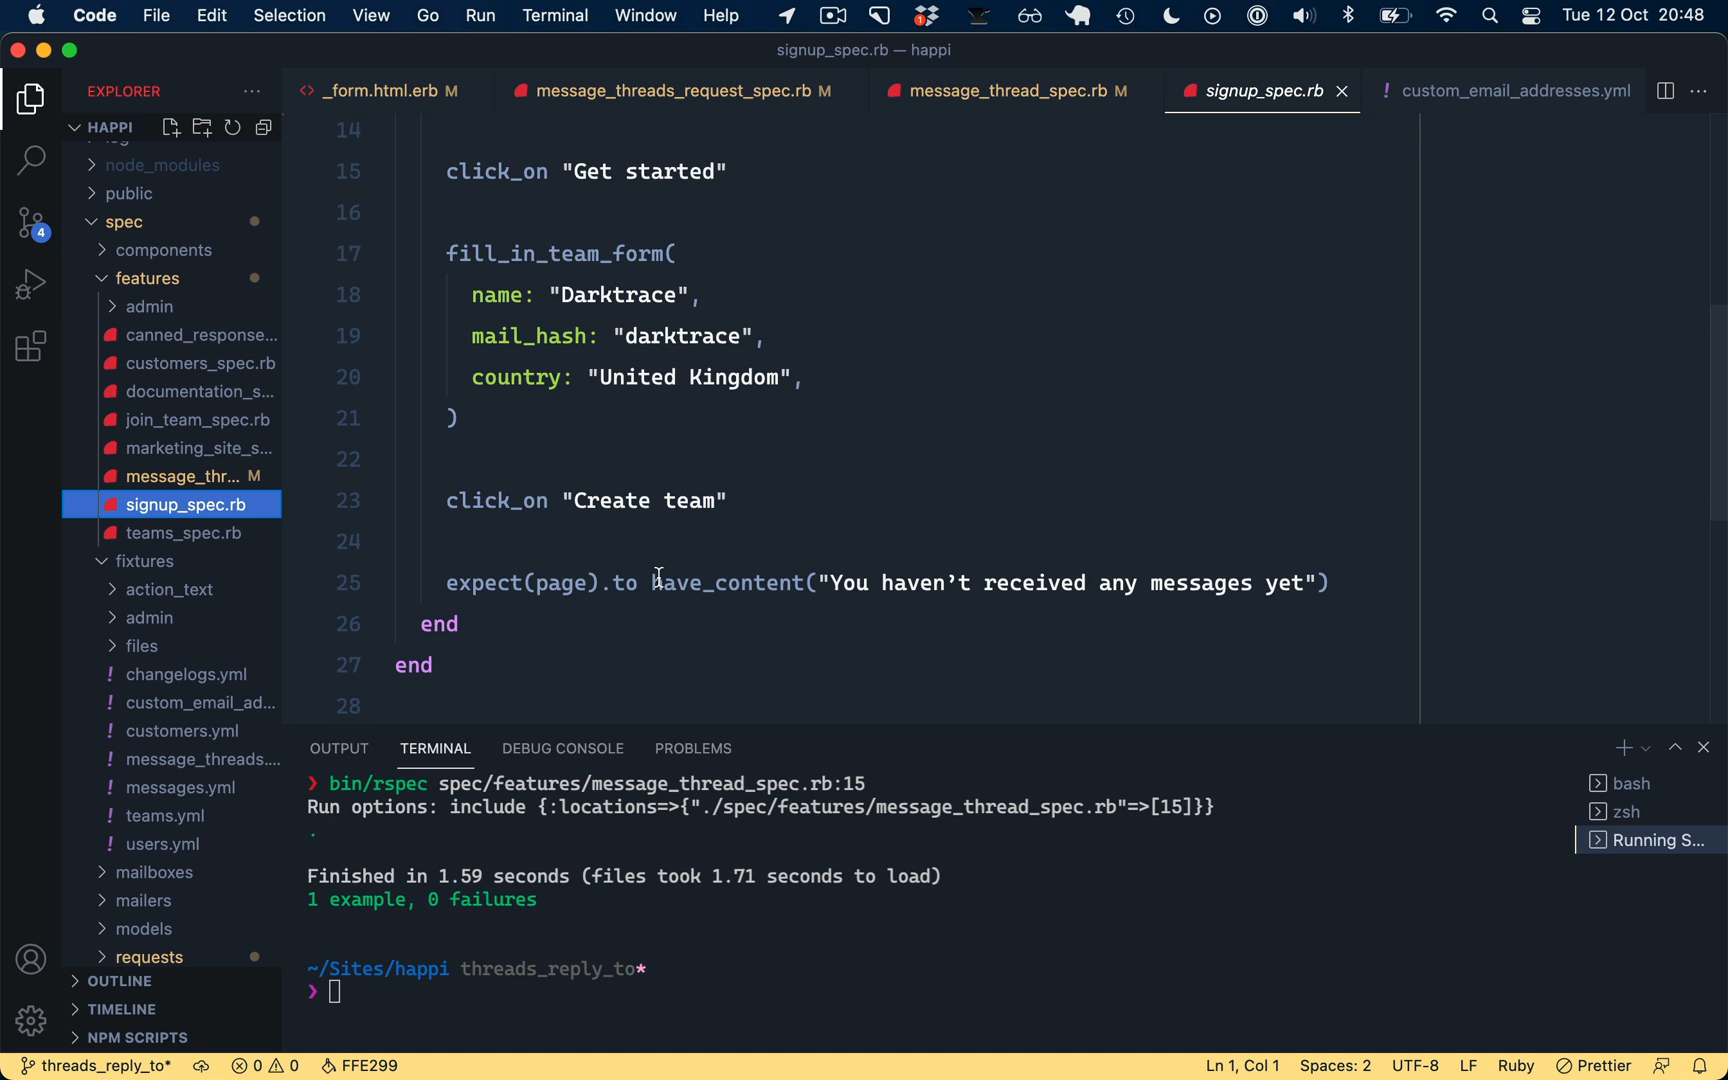 Code File Edit Selection View Go Run Terminal Window Help Tue 12 Oct 20:48
signup_spec.rb — happi
EXPLORER
_form.html.erb M
message_threads_request_spec.rb M
message_thread_spec.rb M
signup_spec.rb
! custom_email_addresses.yml
HAPPI
node_modules
public
spec
components
features
admin
canned_response...
customers_spec.rb
documentation_s...
join_team_spec.rb
marketing_site_s...
message_thr... M
signup_spec.rb
teams_spec.rb
fixtures
action_text
admin
files
! changelogs.yml
! custom_email_ad...
! customers.yml
! message_threads....
! messages.yml
! teams.yml
! users.yml
mailboxes
mailers
models
requests
OUTLINE
TIMELINE
NPM SCRIPTS
4
14
15 click_on "Get started"
16
17 fill_in_team_form(
18 name: "Darktrace",
19 mail_hash: "darktrace",
20 country: "United Kingdom",
21 )
22
23 click_on "Create team"
24
25 expect(page).to have_content("You haven’t received any messages yet")
26 end
27 end
28
OUTPUT TERMINAL DEBUG CONSOLE PROBLEMS
❯ bin/rspec spec/features/message_thread_spec.rb:15
Run options: include {:locations=>{"./spec/features/message_thread_spec.rb"=>[15]}}
.
Finished in 1.59 seconds (files took 1.71 seconds to load)
1 example, 0 failures
~/Sites/happi threads_reply_to*
❯
bash
zsh
Running S...
threads_reply_to* 0 0 FFE299 Ln 1, Col 1 Spaces: 2 UTF-8 LF Ruby Prettier